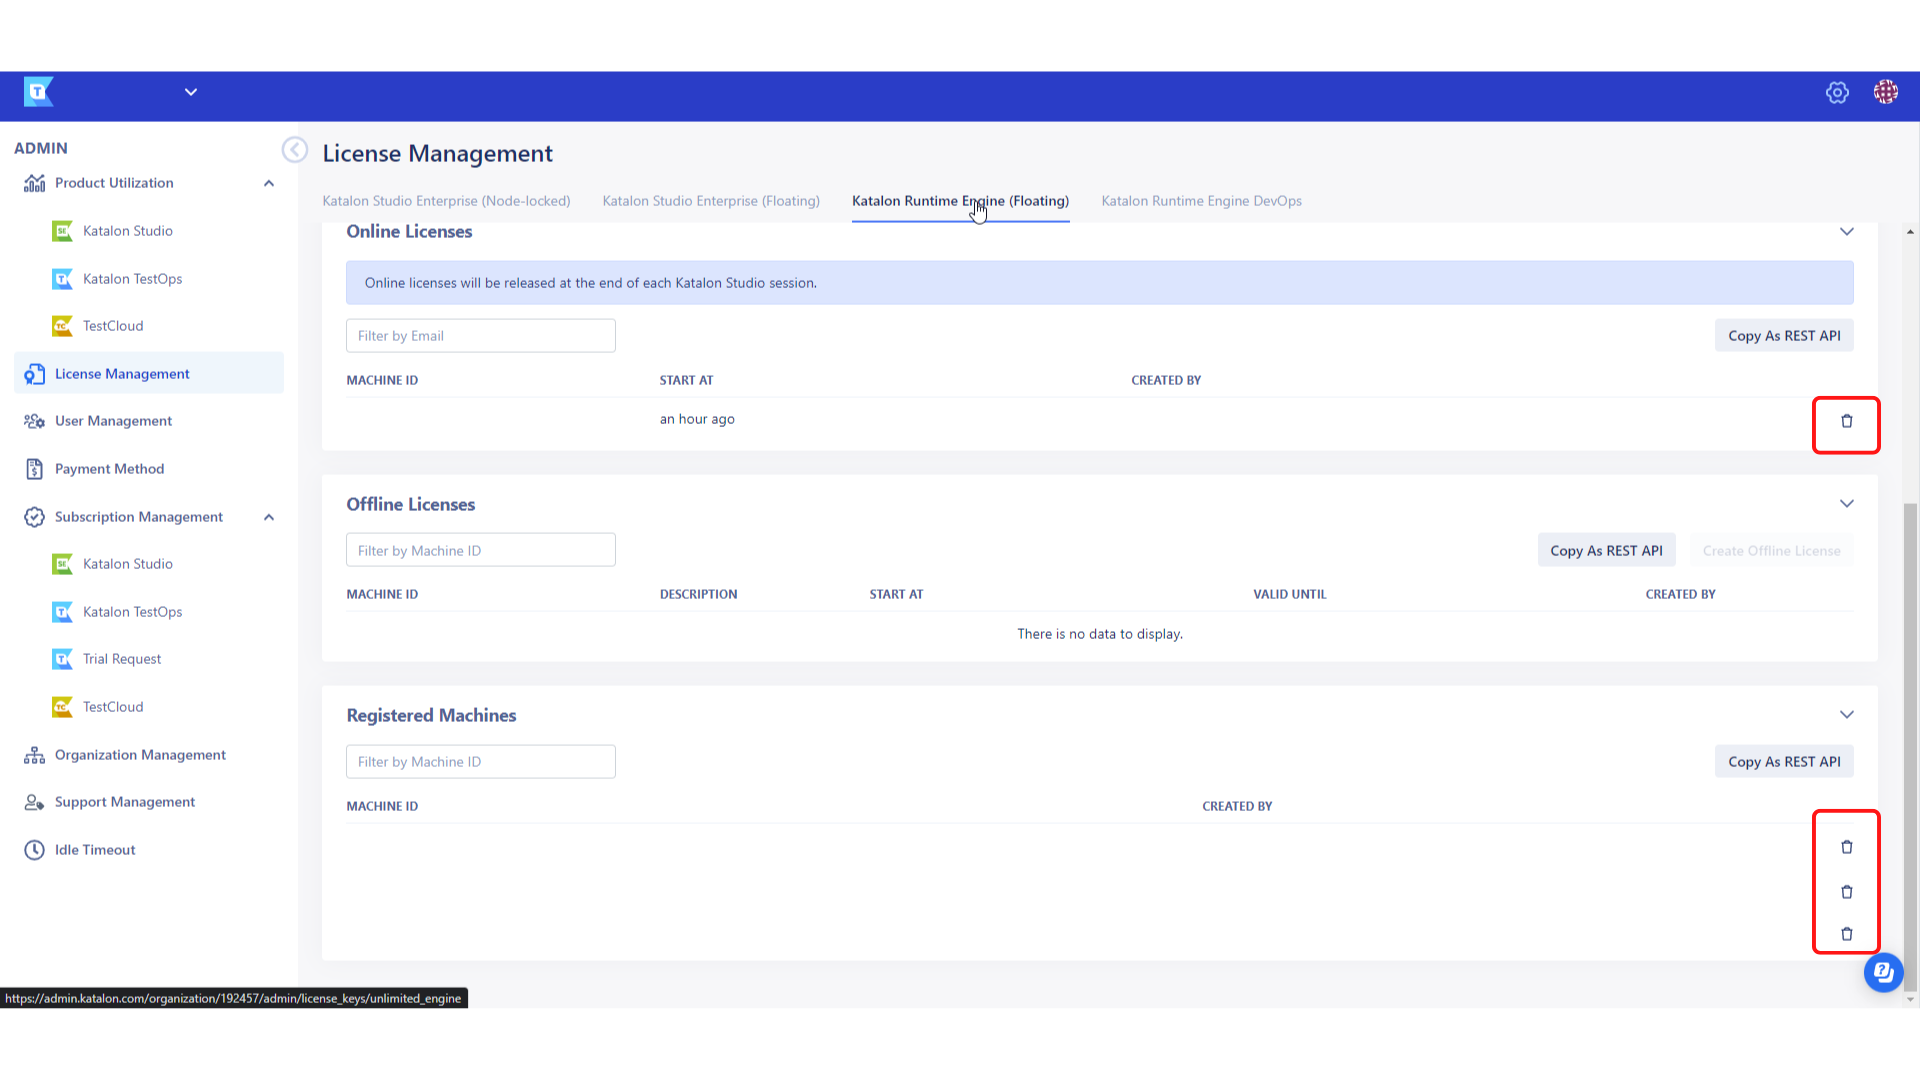 ADMIN
Product Utilization
Katalon Studio
Katalon TestOps
TestCloud
License Management
User Management
Payment Method
Subscription Management
Katalon Studio
Katalon TestOps
Trial Request
TestCloud
Organization Management
Support Management
Idle Timeout
License Management
Katalon Studio Enterprise (Node-locked) Katalon Studio Enterprise (Floating) Katalon Runtime Engine (Floating) Katalon Runtime Engine DevOps
Online Licenses
Online licenses will be released at the end of each Katalon Studio session.
Filter by Email Copy As REST API
MACHINE ID START AT CREATED BY
an hour ago
Offline Licenses
Filter by Machine ID Copy As REST API Create Offline License
MACHINE ID DESCRIPTION START AT VALID UNTIL CREATED BY
There is no data to display.
Registered Machines
Filter by Machine ID Copy As REST API
MACHINE ID CREATED BY
https://admin.katalon.com/organization/192457/admin/license_keys/unlimited_engine